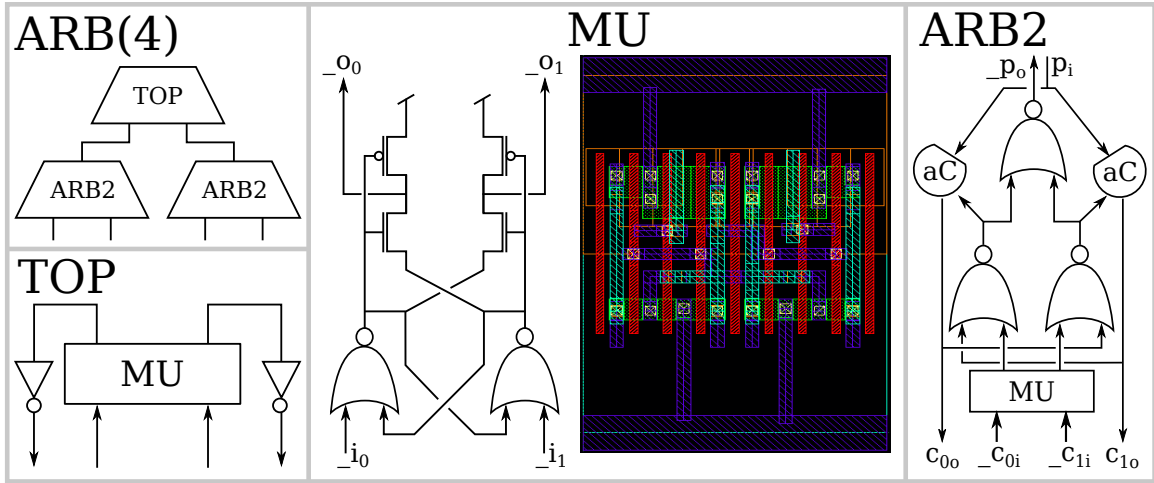 ARB(4)
TOP
ARB2 ARB2
TOP
MU
MU
_o₀ _o₁
_i₀ _i₁
ARB2
_pₒ pᵢ
aC aC
MU
c₀ₒ _c₀ᵢ _c₁ᵢ c₁ₒ